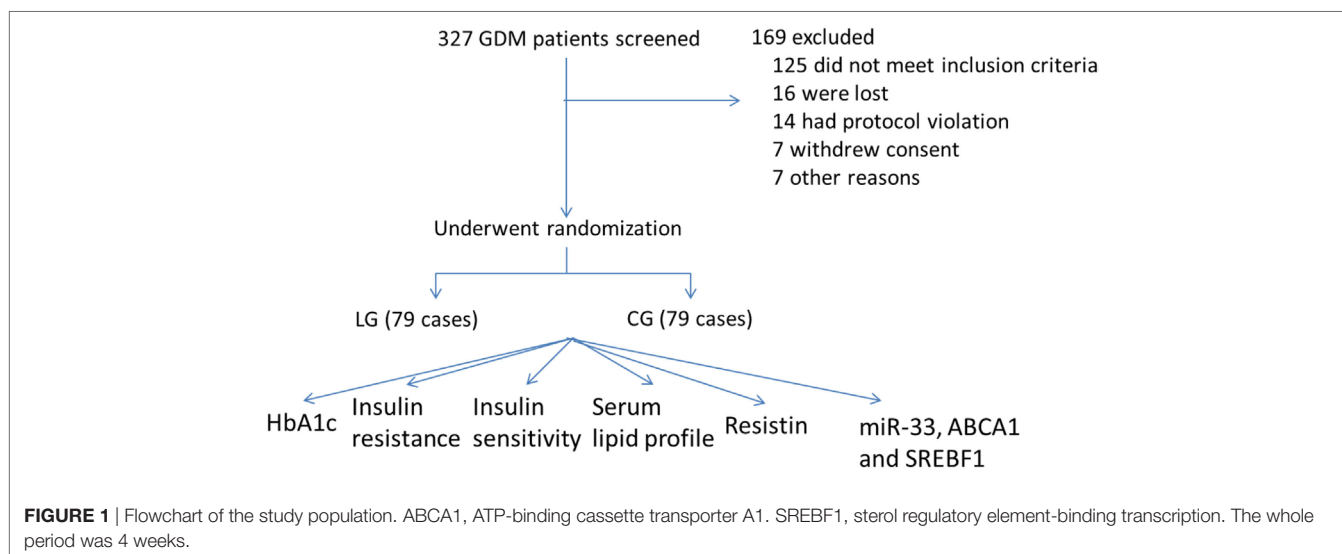 327 GDM patients screened
169 excluded
125 did not meet inclusion criteria
16 were lost
14 had protocol violation
7 withdrew consent
7 other reasons
Underwent randomization
LG (79 cases)
CG (79 cases)
HbA1c
Insulin
resistance
Insulin
sensitivity
Serum
lipid profile
Resistin
miR-33, ABCA1
and SREBF1
FIGURE 1 | Flowchart of the study population. ABCA1, ATP-binding cassette transporter A1. SREBF1, sterol regulatory element-binding transcription. The whole
period was 4 weeks.